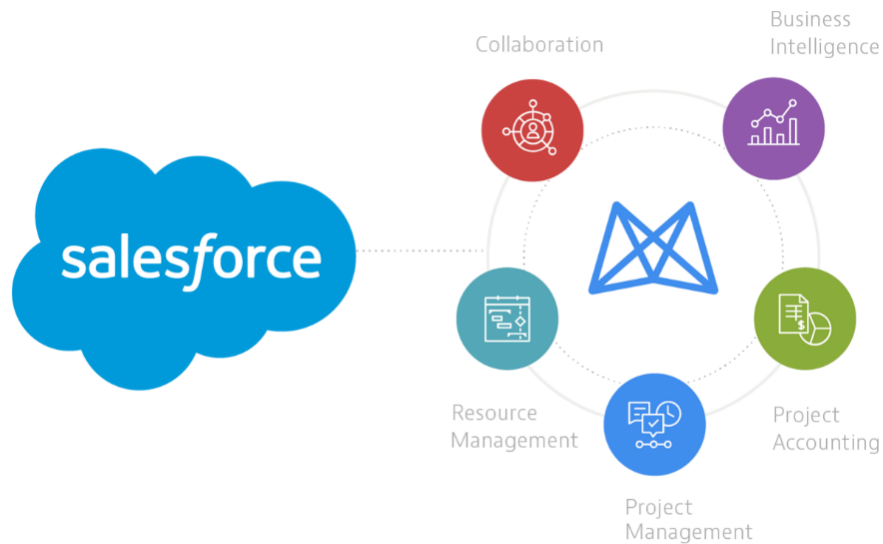 Collaboration
Business
Intelligence
salesforce
Resource
Management
Project
Accounting
Project
Management